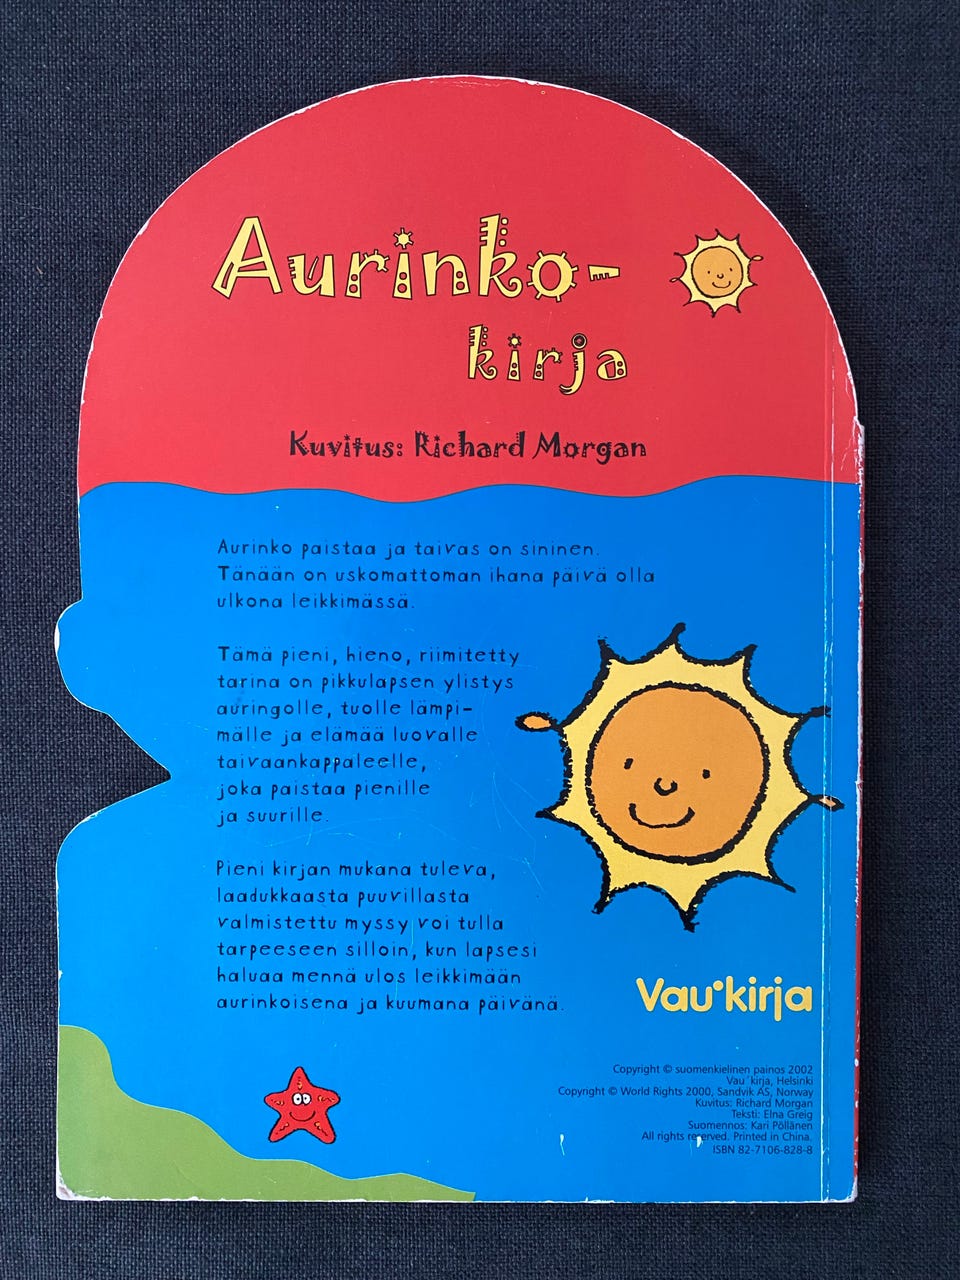 Aurinko-
kirja
Kuvitus: Richard Morgan
Aurinko paistaa ja taivas on sininen.
Tänään on uskomattoman ihana päivä olla
ulkona leikkimässä.
Tämä pieni, hieno, riimitetty
tarina on pikkulapsen ylistys
auringolle, tuolle lämpi-
mälle ja elämää luovalle
taivaankappaleelle,
joka paistaa pienille
ja suurille.
Pieni kirjan mukana tuleva,
laadukkaasta puuvillasta
valmistettu myssy voi tulla
tarpeeseen silloin, kun lapsesi
haluaa mennä ulos leikkimään
aurinkoisena ja kuumana päivänä.
Vau•kirja
Copyright © suomenkielinen painos 2002
Vau´kirja, Helsinki
Copyright © World Rights 2000, Sandvik AS, Norway
Kuvitus: Richard Morgan
Teksti: Elna Greig
Suomennos: Kari Pöllänen
All rights reserved. Printed in China.
ISBN 82-7106-828-8